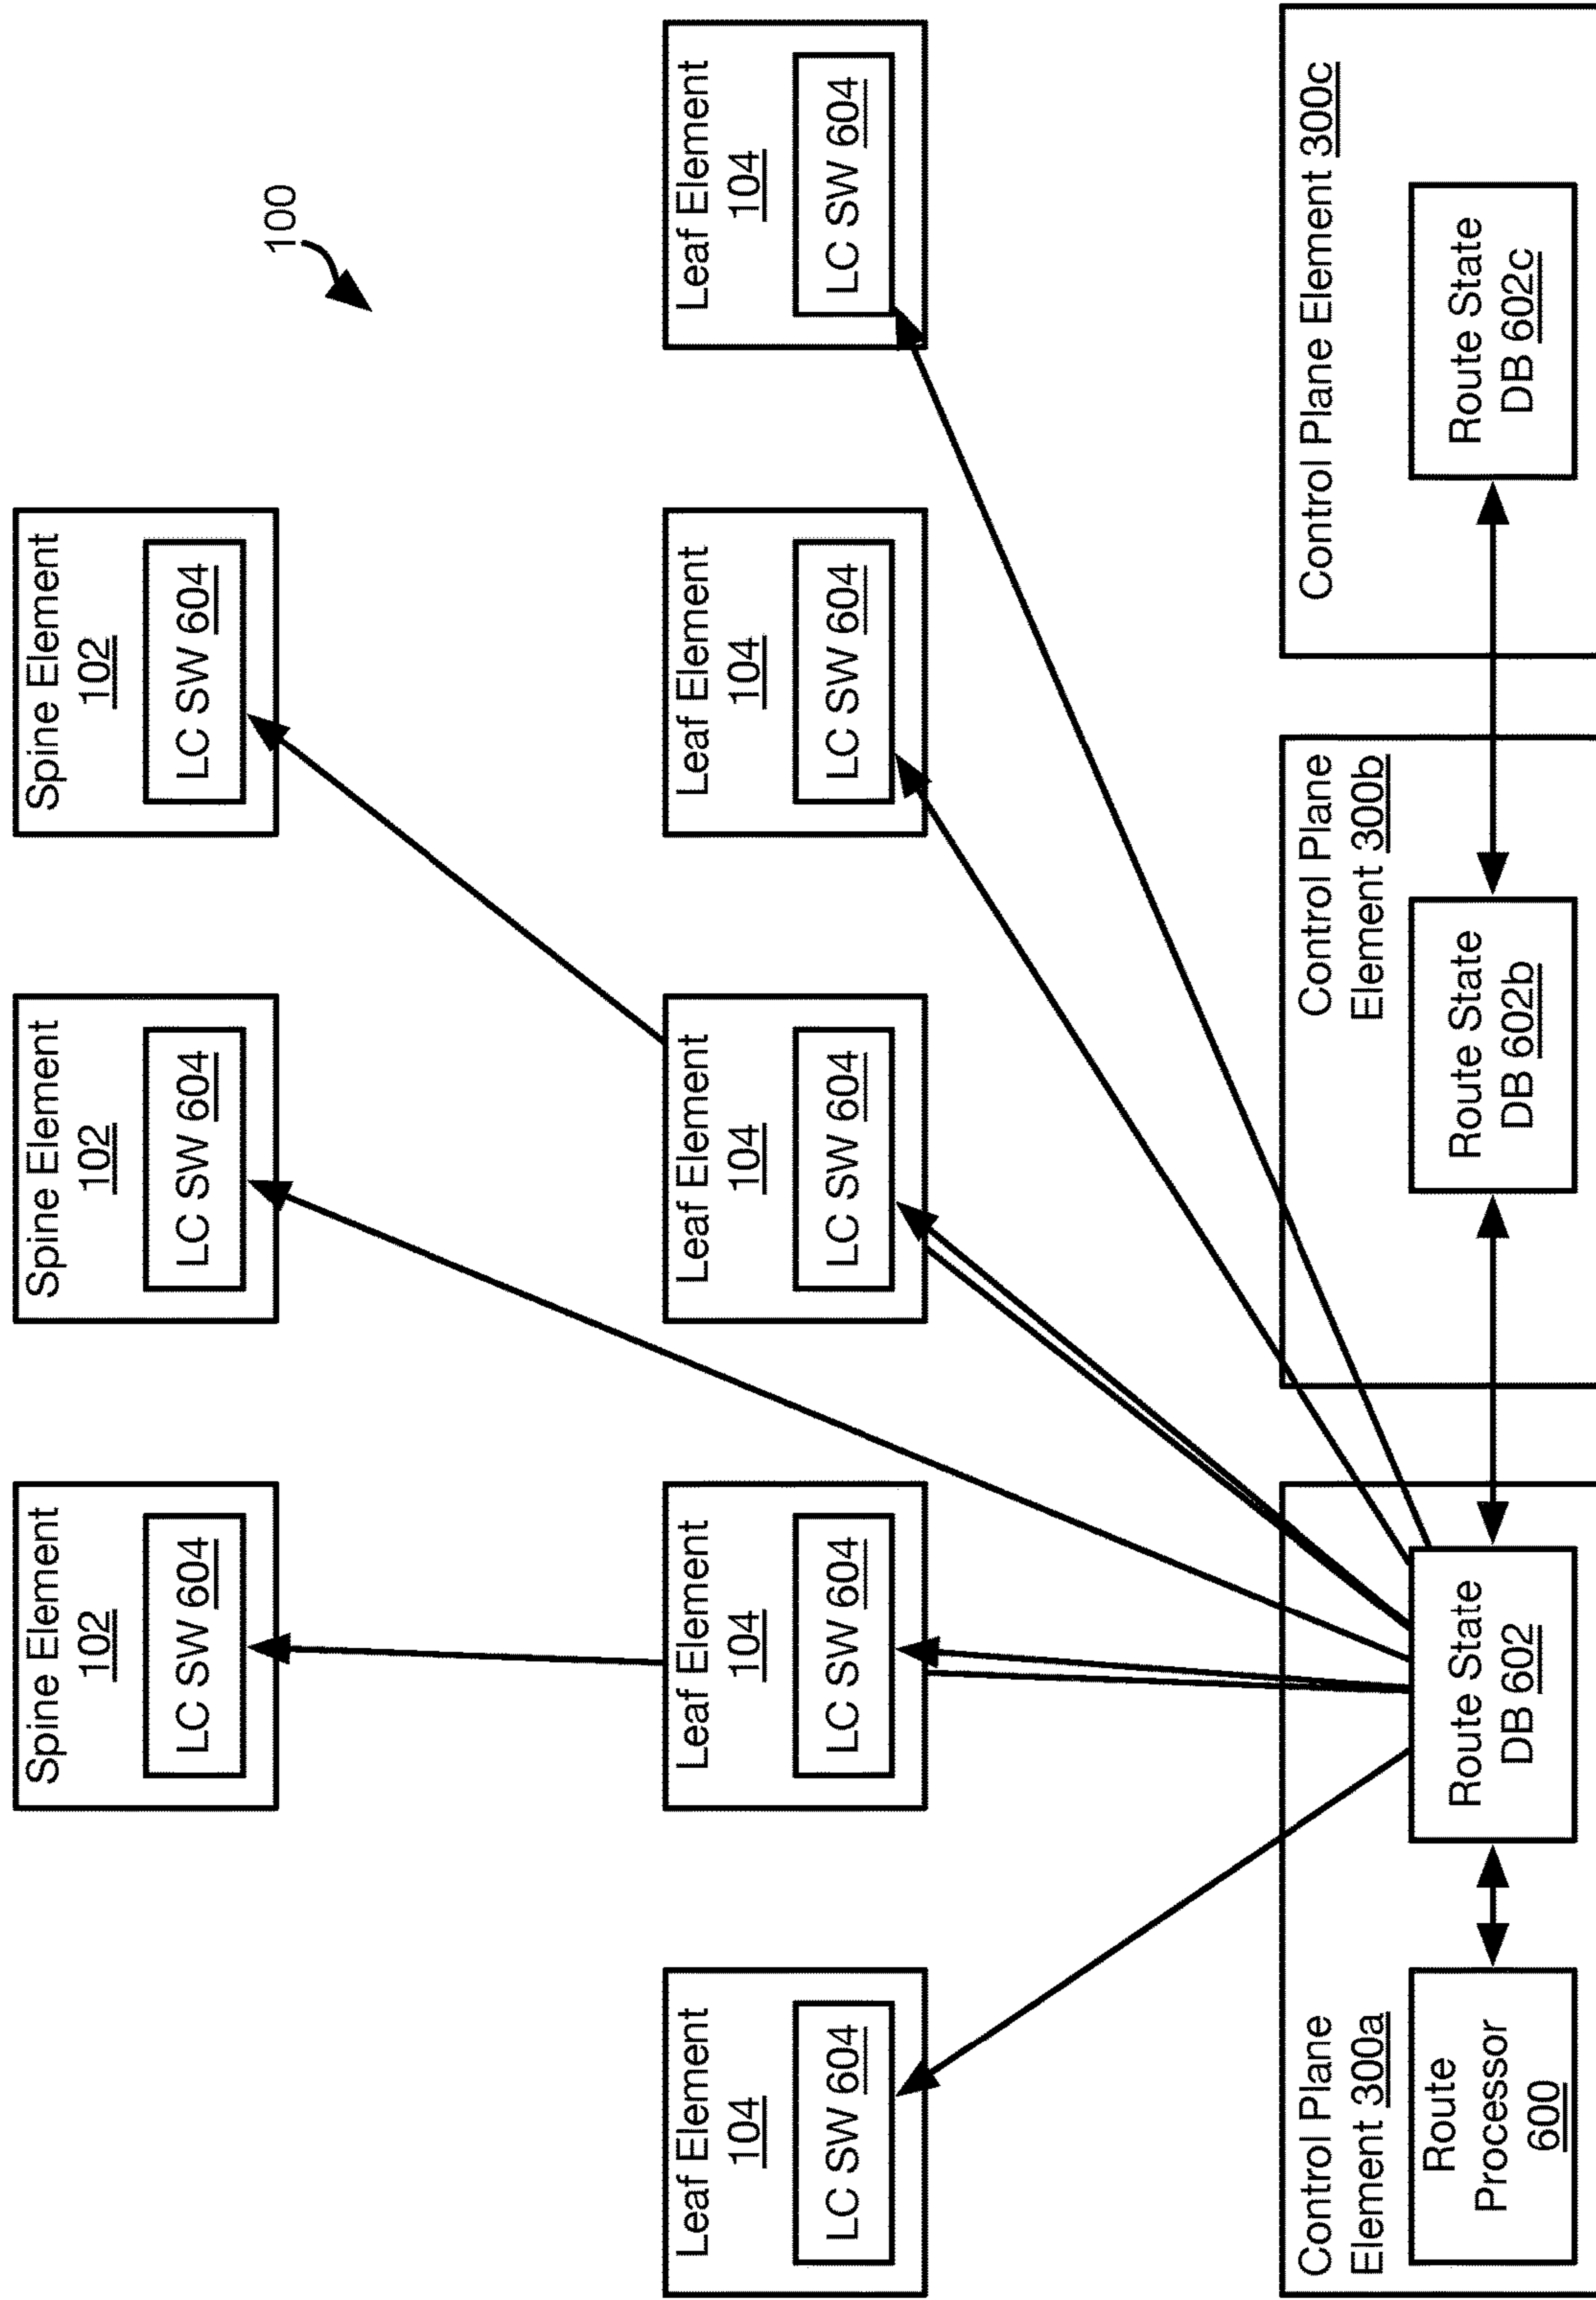 100
Spine Element
102
LC SW 604
Spine Element
102
LC SW 604
Spine Element
102
LC SW 604
Leaf Element
104
LC SW 604
Leaf Element
104
LC SW 604
Leaf Element
104
LC SW 604
Leaf Element
104
LC SW 604
Leaf Element
104
LC SW 604
Control Plane
Element 300a
Route
Processor
600
Route State
DB 602
Control Plane
Element 300b
Route State
DB 602b
Control Plane Element 300c
Route State
DB 602c